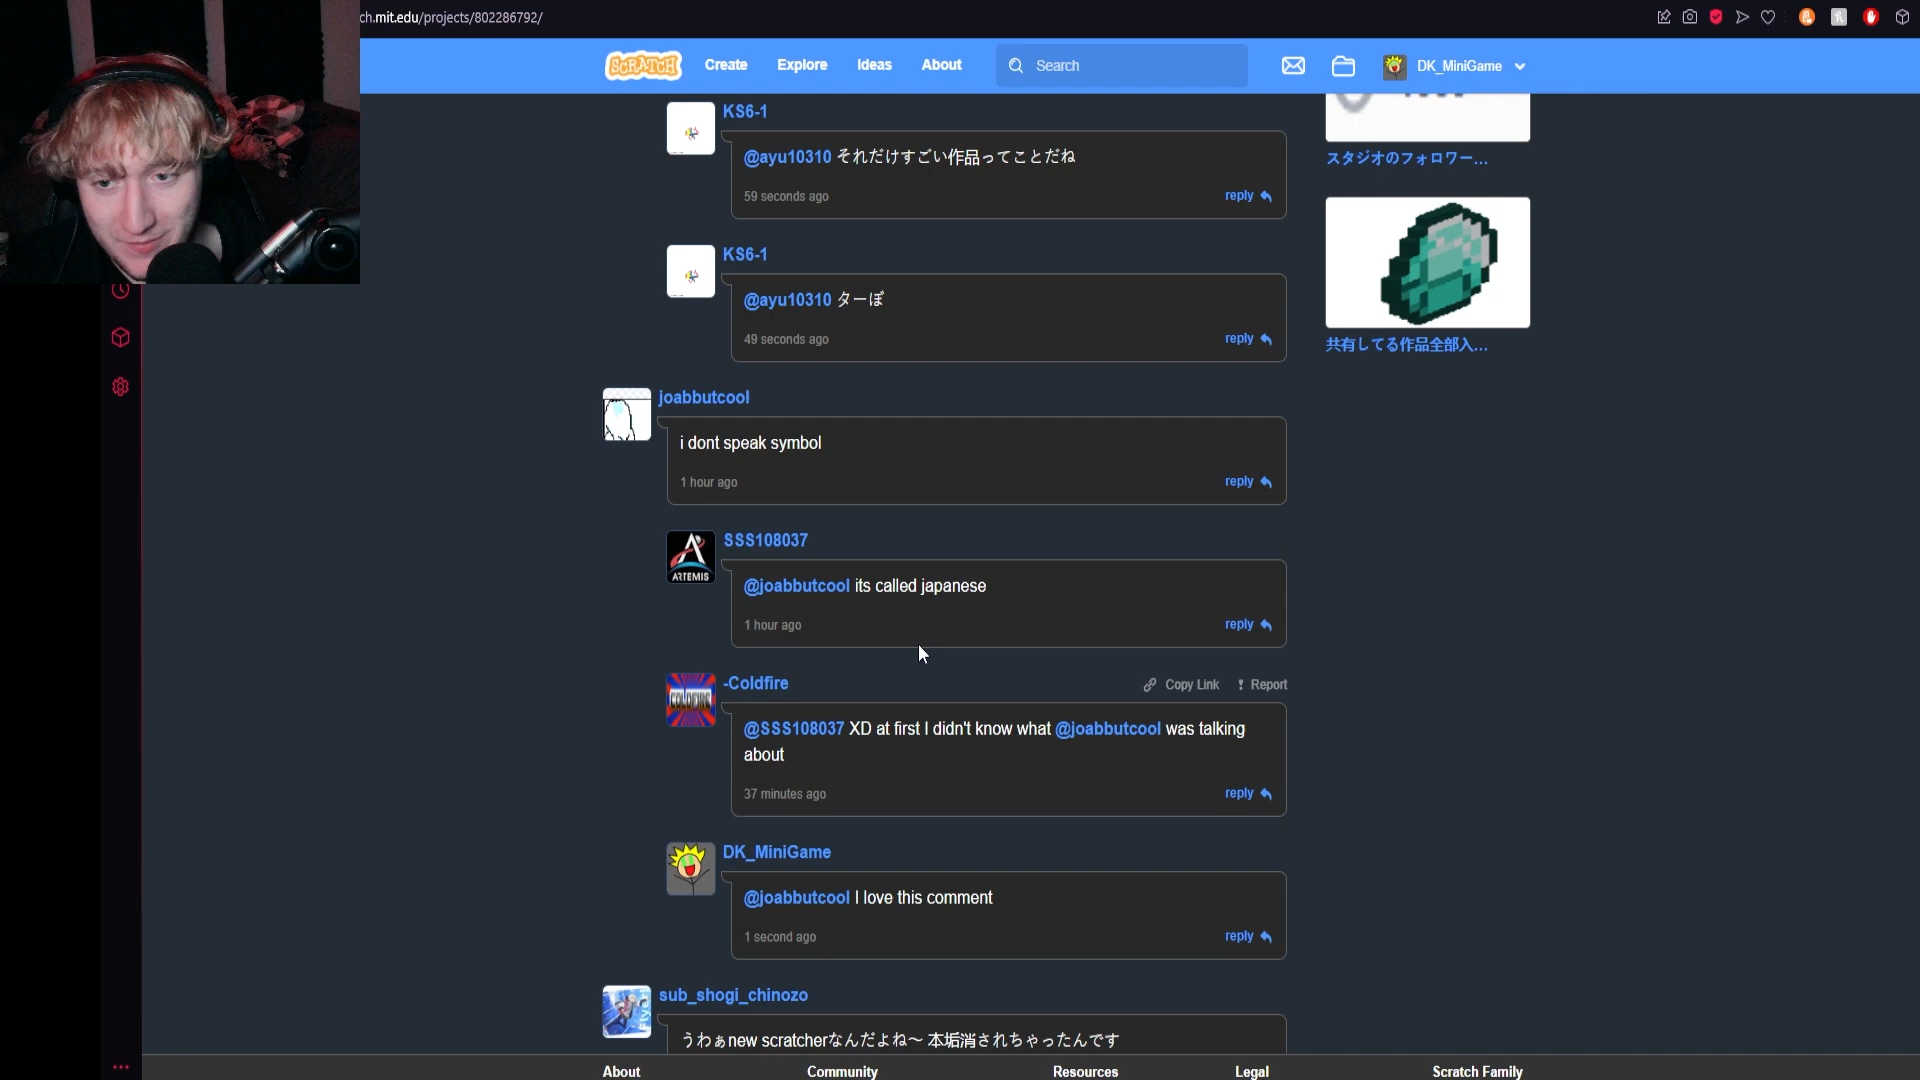 ch.mit.edu/projects/802286792/
SCRATCH Create Explore Ideas About Search DK_MiniGame
KS6-1
@ayu10310 それだけすごい作品ってことだね
59 seconds ago reply
スタジオのフォロワー...
KS6-1
@ayu10310 ターぼ
49 seconds ago reply
共有してる作品全部入...
joabbutcool
i dont speak symbol
1 hour ago reply
SSS108037
ARTEMIS
@joabbutcool its called japanese
1 hour ago reply
-Coldfire Copy Link Report
COLDFIRE
@SSS108037 XD at first I didn't know what @joabbutcool was talking
about
37 minutes ago reply
DK_MiniGame
@joabbutcool I love this comment
1 second ago reply
sub_shogi_chinozo
うわぁnew scratcherなんだよね〜 本垢消されちゃったんです
About Community Resources Legal Scratch Family